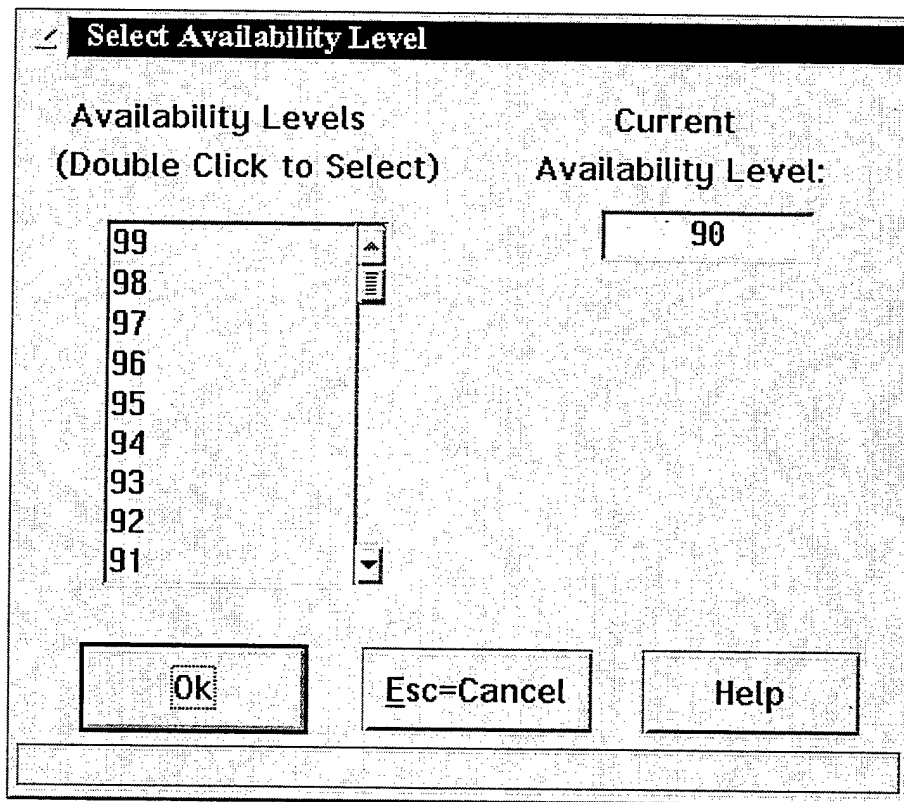 Select Availability Level
Availability Levels
(Double Click to Select)
Current
Availability Level:
90
99
98
97
96
95
94
93
92
91
Ok
Esc=Cancel
Help